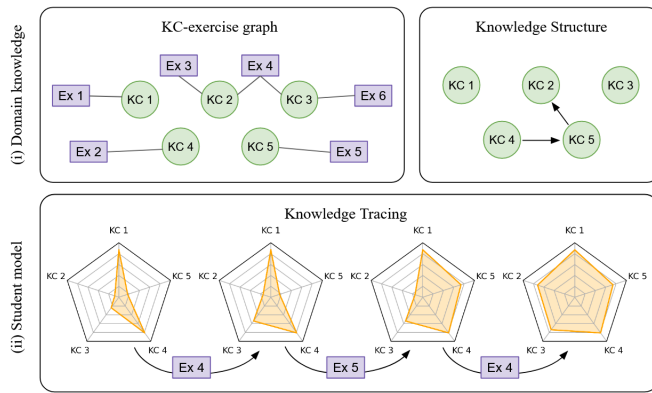 (i) Domain knowledge
KC-exercise graph
Ex 3
Ex 4
Ex 1
KC 1
KC 2
KC 3
Ex 6
Ex 2
KC 4
KC 5
Ex 5
Knowledge Structure
KC 1
KC 2
KC 3
KC 4
KC 5
(ii) Student model
Knowledge Tracing
KC 1
KC 2
KC 5
KC 3
KC 4
KC 1
KC 2
KC 5
KC 3
KC 4
KC 1
KC 2
KC 5
KC 3
KC 4
KC 1
KC 2
KC 5
KC 3
KC 4
Ex 4
Ex 5
Ex 4